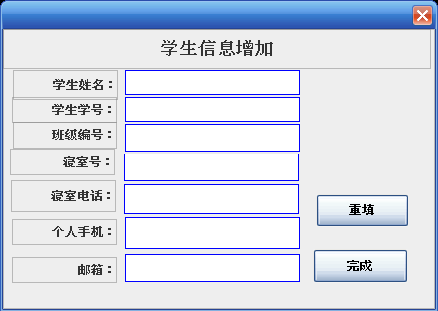 学生信息增加
学生姓名：
学生学号：
班级编号：
寝室号：
寝室电话：
重填
个人手机：
邮箱：
完成